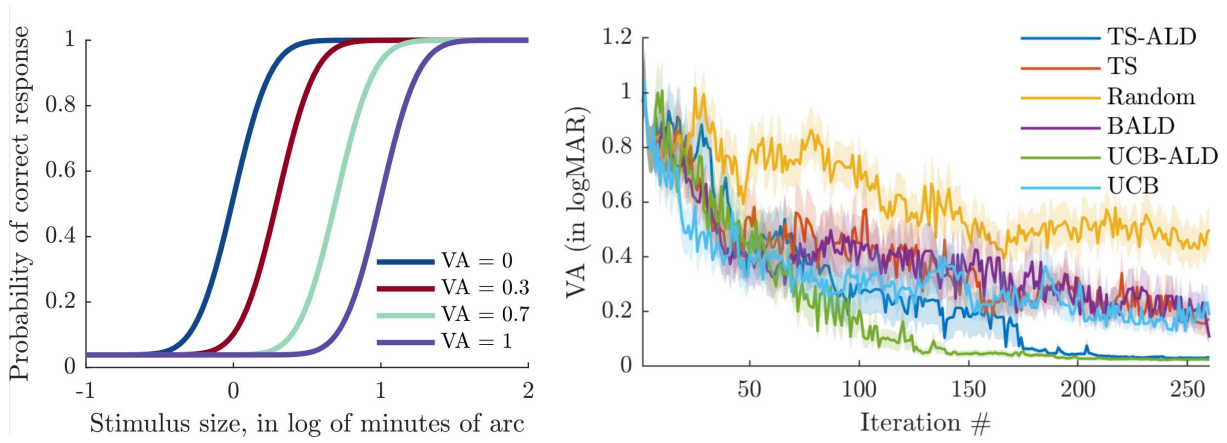 Probability of correct response
1
0.8
0.6
0.4
0.2
0
-1
0
1
2
Stimulus size, in log of minutes of arc
VA = 0
VA = 0.3
VA = 0.7
VA = 1
VA (in logMAR)
1.2
1
0.8
0.6
0.4
0.2
0
50
100
150
200
250
Iteration #
TS-ALD
TS
Random
BALD
UCB-ALD
UCB